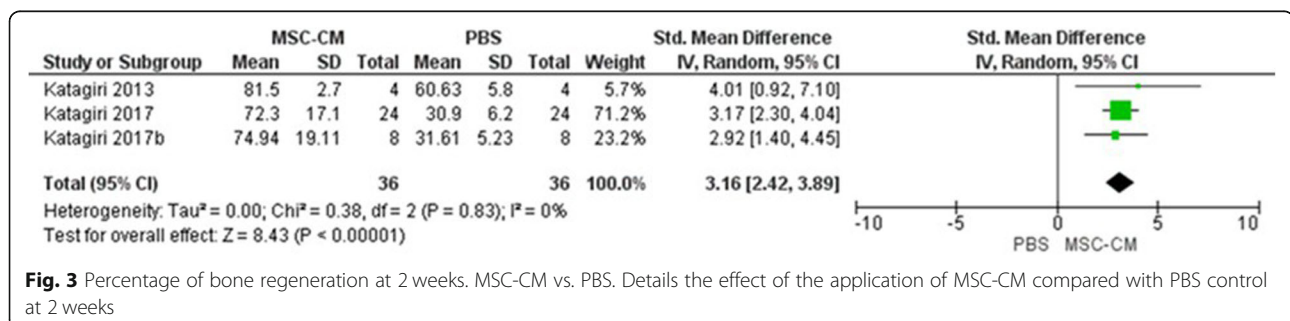 MSC-CM PBS Std. Mean Difference Std. Mean Difference
Study or Subgroup Mean SD Total Mean SD Total Weight IV, Random, 95% CI IV, Random, 95% CI
Katagiri 2013 81.5 2.7 4 60.63 5.8 4 5.7% 4.01 [0.92, 7.10]
Katagiri 2017 72.3 17.1 24 30.9 6.2 24 71.2% 3.17 [2.30, 4.04]
Katagiri 2017b 74.94 19.11 8 31.61 5.23 8 23.2% 2.92 [1.40, 4.45]
Total (95% CI) 36 36 100.0% 3.16 [2.42, 3.89]
Heterogeneity: Tau² = 0.00; Chi² = 0.38, df = 2 (P = 0.83); I² = 0%
Test for overall effect: Z = 8.43 (P < 0.00001)
-10 -5 0 5 10
PBS MSC-CM
Fig. 3 Percentage of bone regeneration at 2 weeks. MSC-CM vs. PBS. Details the effect of the application of MSC-CM compared with PBS control
at 2 weeks